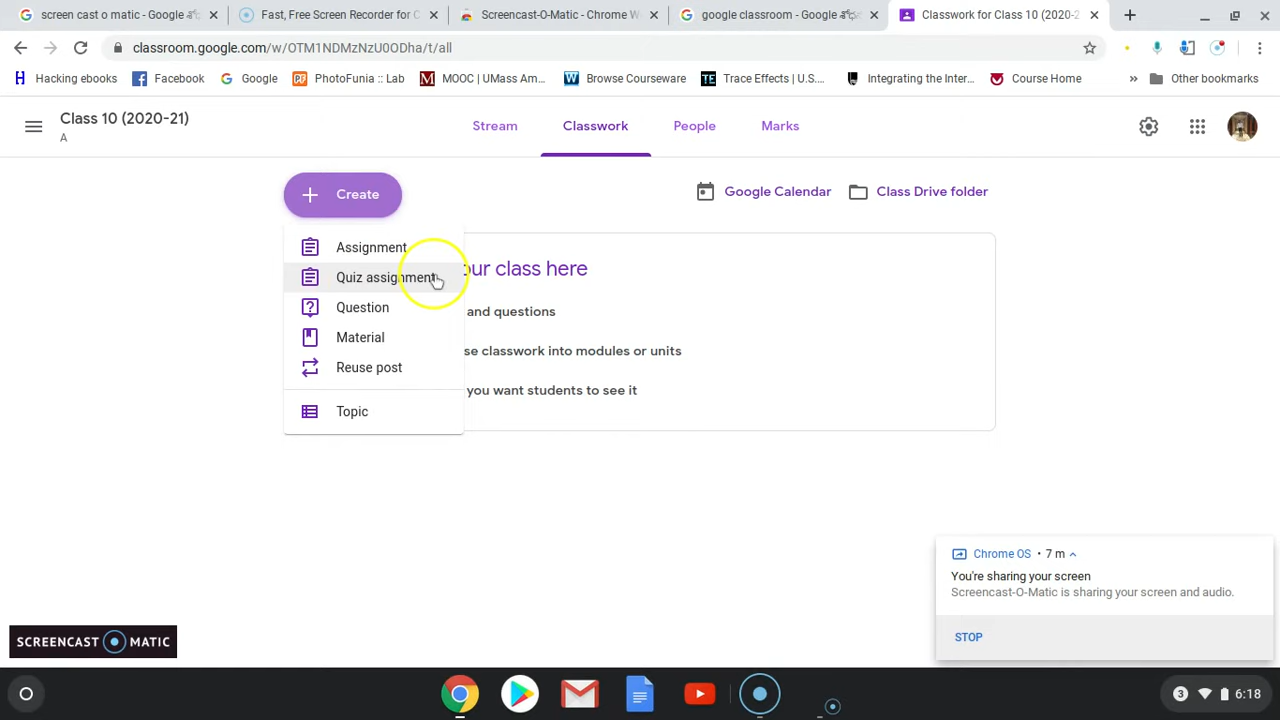 screen cast o matic - Google
Fast, Free Screen Recorder for C
Screencast-O-Matic - Chrome W
google classroom - Google
Classwork for Class 10 (2020-2
classroom.google.com/w/OTM1NDMzNzU0ODha/t/all
Hacking ebooks
Facebook
Google
PhotoFunia :: Lab
MOOC | UMass Am...
Browse Courseware
Trace Effects | U.S....
Integrating the Inter...
Course Home
»
Other bookmarks
Class 10 (2020-21)
A
Stream
Classwork
People
Marks
Create
Google Calendar
Class Drive folder
Assignment
Quiz assignment
Question
Material
Reuse post
Topic
our class here
and questions
se classwork into modules or units
you want students to see it
Chrome OS • 7 m
You're sharing your screen
Screencast-O-Matic is sharing your screen and audio.
STOP
SCREENCAST MATIC
3
6:18